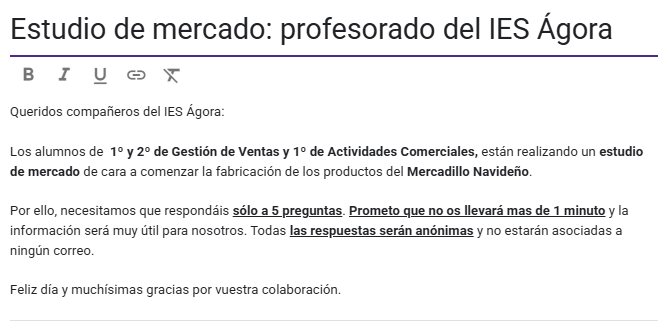 Estudio de mercado: profesorado del IES Ágora
B I U
Queridos compañeros del IES Ágora:
Los alumnos de 1º y 2º de Gestión de Ventas y 1º de Actividades Comerciales, están realizando un estudio
de mercado de cara a comenzar la fabricación de los productos del Mercadillo Navideño.
Por ello, necesitamos que respondáis sólo a 5 preguntas. Prometo que no os llevará mas de 1 minuto y la
información será muy útil para nosotros. Todas las respuestas serán anónimas y no estarán asociadas a
ningún correo.
Feliz día y muchísimas gracias por vuestra colaboración.